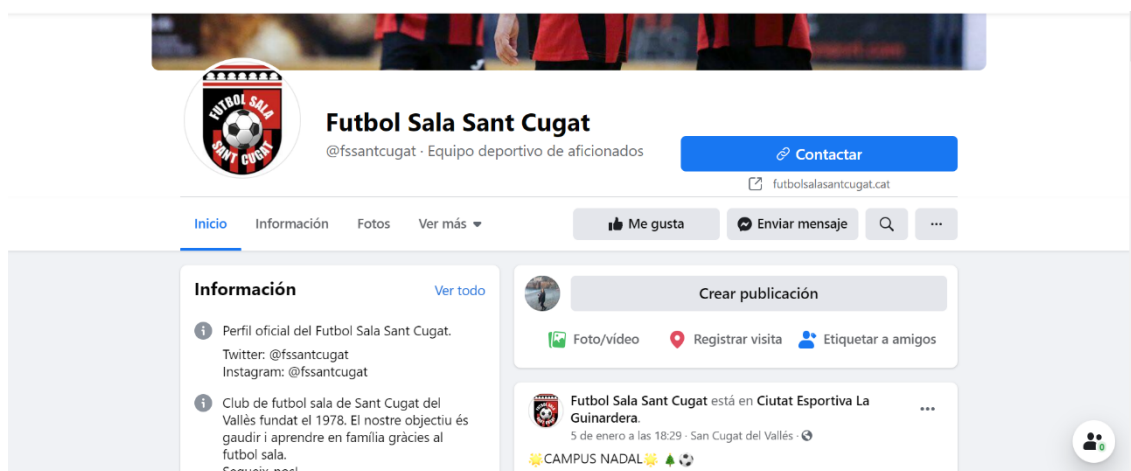 FUTBOL SALA
SANT CUGAT
Futbol Sala Sant Cugat
@fssantcugat · Equipo deportivo de aficionados
Contactar
futbolsalasantcugat.cat
Inicio Información Fotos Ver más
Me gusta Enviar mensaje ...
Información Ver todo
Perfil oficial del Futbol Sala Sant Cugat.
Twitter: @fssantcugat
Instagram: @fssantcugat
Club de futbol sala de Sant Cugat del
Vallès fundat el 1978. El nostre objectiu és
gaudir i aprendre en família gràcies al
futbol sala.
Segueix-nos!
Crear publicación
Foto/vídeo Registrar visita Etiquetar a amigos
Futbol Sala Sant Cugat está en Ciutat Esportiva La
Guinardera.
5 de enero a las 18:29 · San Cugat del Vallés ·
🌟CAMPUS NADAL🌟 🎄⚽
0